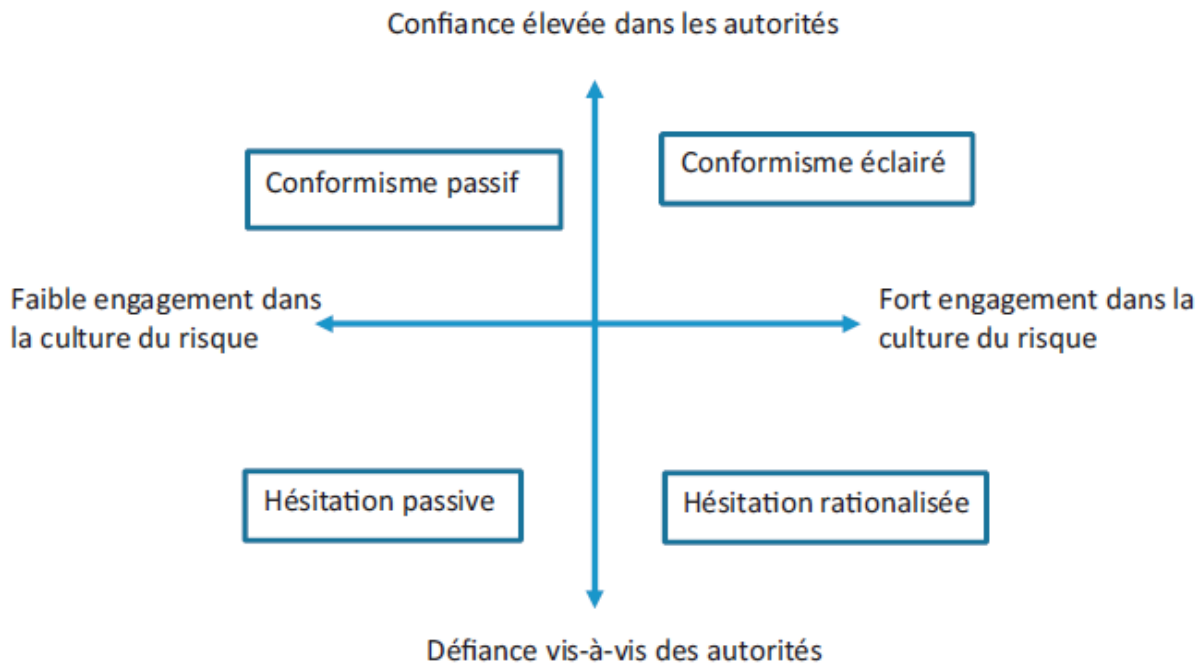 Confiance élevée dans les autorités
Conformisme passif
Conformisme éclairé
Faible engagement dans
la culture du risque
Fort engagement dans la
culture du risque
Hésitation passive
Hésitation rationalisée
Défiance vis-à-vis des autorités